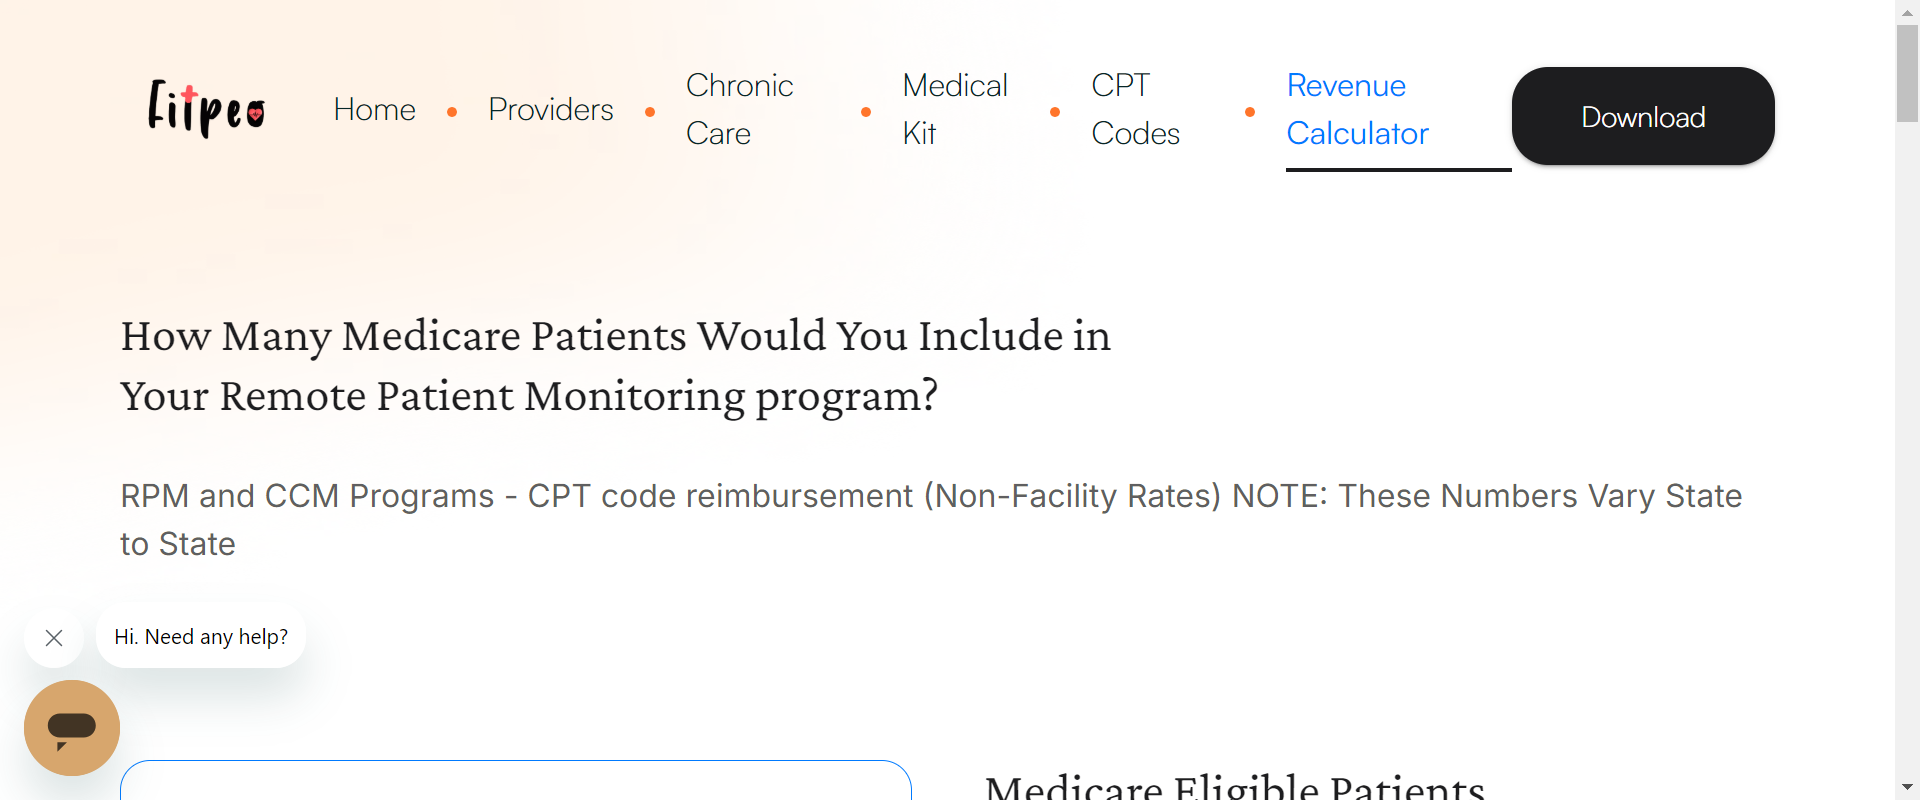 Fitpeo
Home
Providers
Chronic
Care
Medical
Kit
CPT
Codes
Revenue
Calculator
Download
How Many Medicare Patients Would You Include in
Your Remote Patient Monitoring program?
RPM and CCM Programs - CPT code reimbursement (Non-Facility Rates) NOTE: These Numbers Vary State
to State
Hi. Need any help?
Medicare Eligible Patients